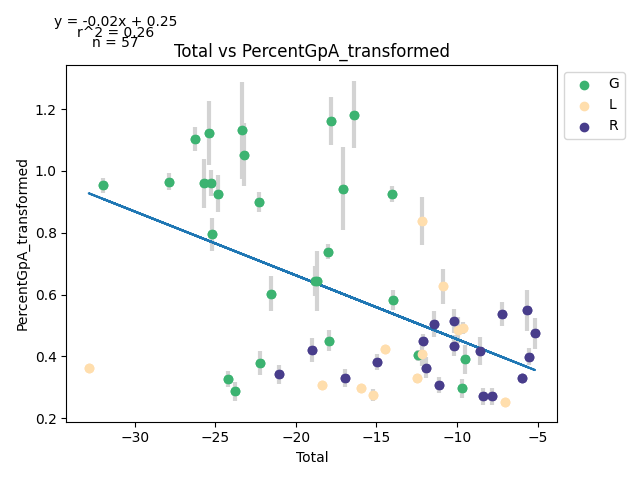 y = -0.02x + 0.25
r^2 = 0.26
n = 57
Total vs PercentGpA_transformed
PercentGpA_transformed
1.2
1.0
0.8
0.6
0.4
0.2
−30
−25
−20
−15
−10
−5
Total
G
L
R